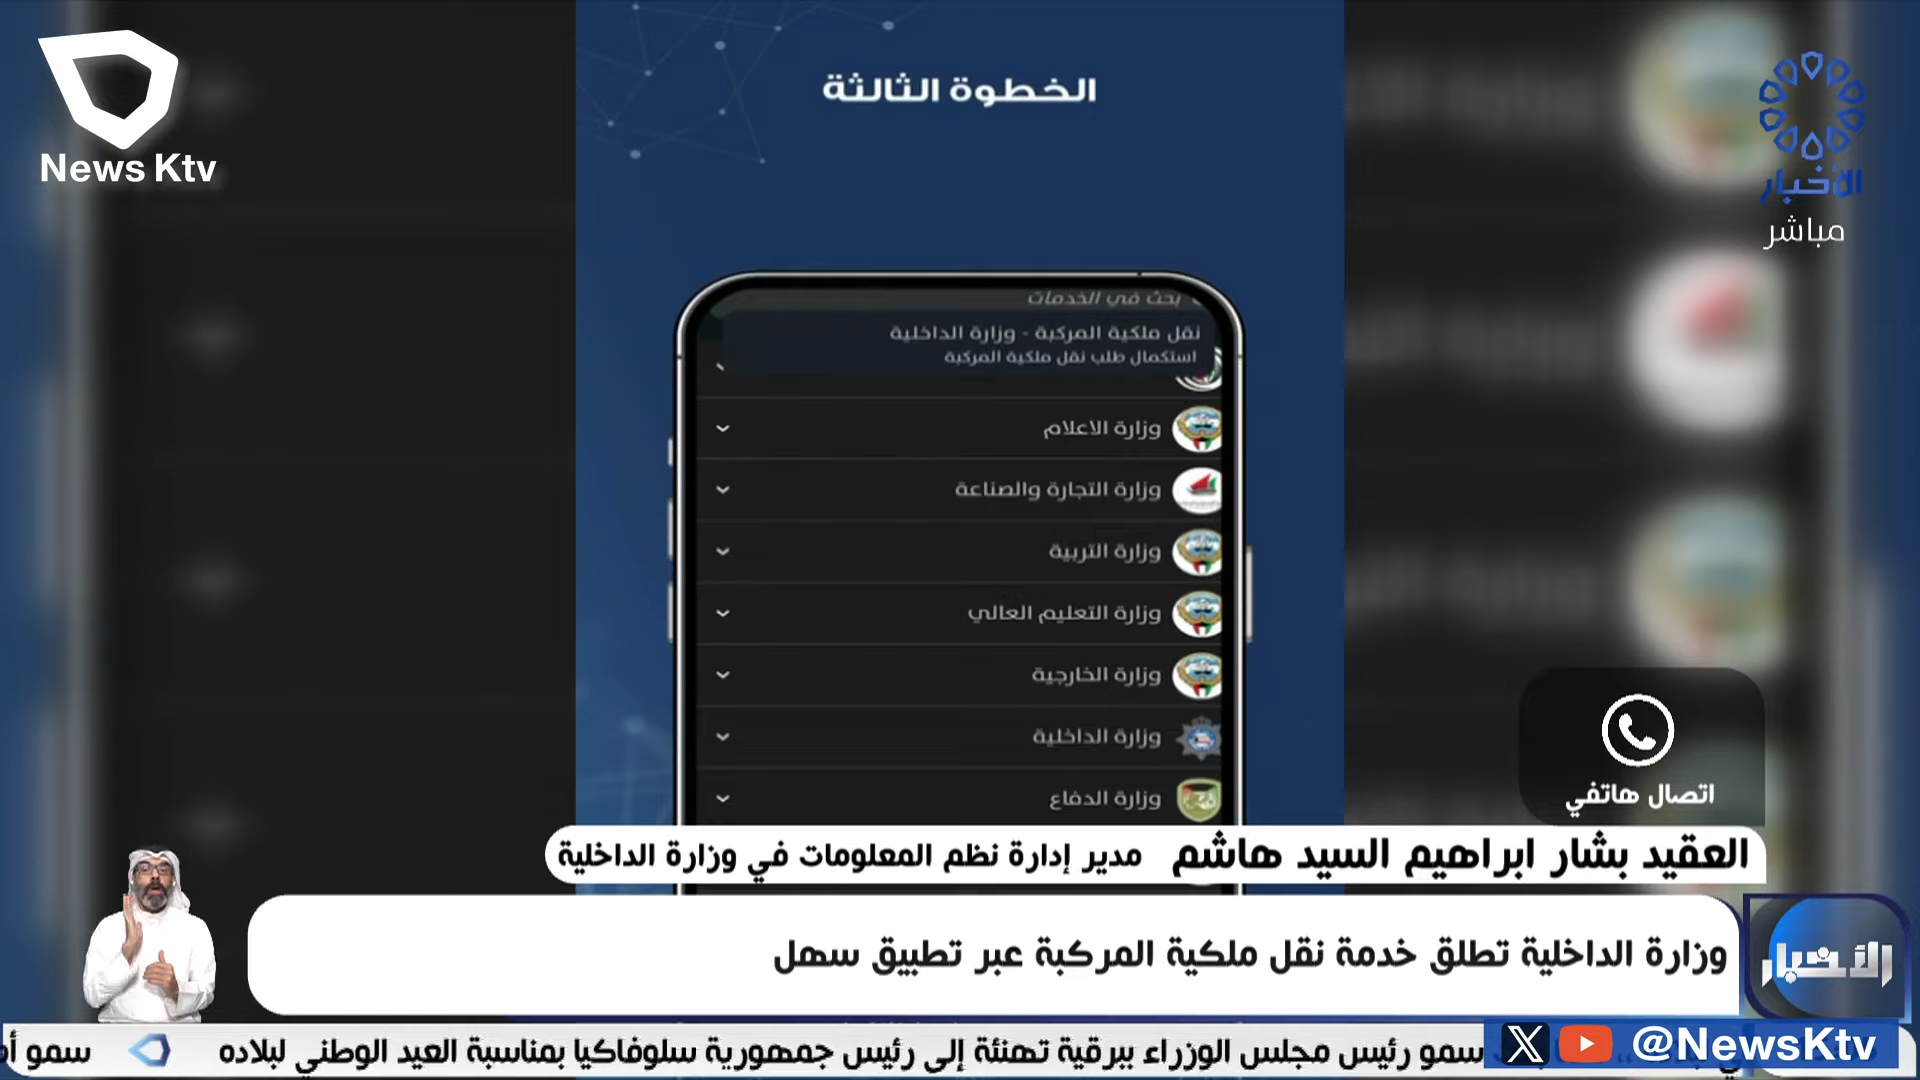 News Ktv
الأخبار
مباشر
الخطوة الثالثة
بحث في الخدمات
نقل ملكية المركبة - وزارة الداخلية
استكمال طلب نقل ملكية المركبة
وزارة الاعلام
وزارة التجارة والصناعة
وزارة التربية
وزارة التعليم العالي
وزارة الخارجية
وزارة الداخلية
وزارة الدفاع
اتصال هاتفي
العقيد بشار ابراهيم السيد هاشم مدير إدارة نظم المعلومات في وزارة الداخلية
وزارة الداخلية تطلق خدمة نقل ملكية المركبة عبر تطبيق سهل
الأخبار
سمو رئيس مجلس الوزراء ببرقية تهنئة إلى رئيس جمهورية سلوفاكيا بمناسبة العيد الوطني لبلاده
سمو
@NewsKtv